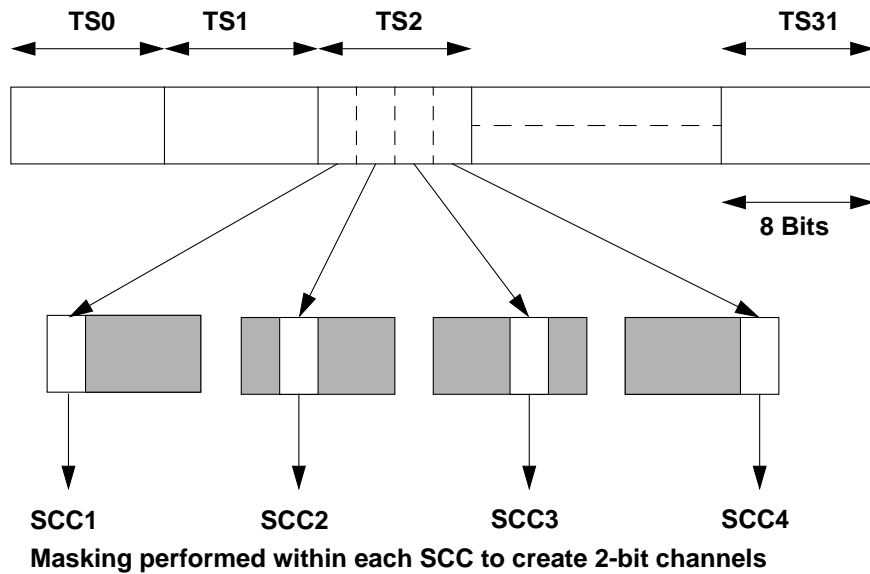 TS0 TS1 TS2 TS31
8 Bits
SCC1 SCC2 SCC3 SCC4
Masking performed within each SCC to create 2-bit channels